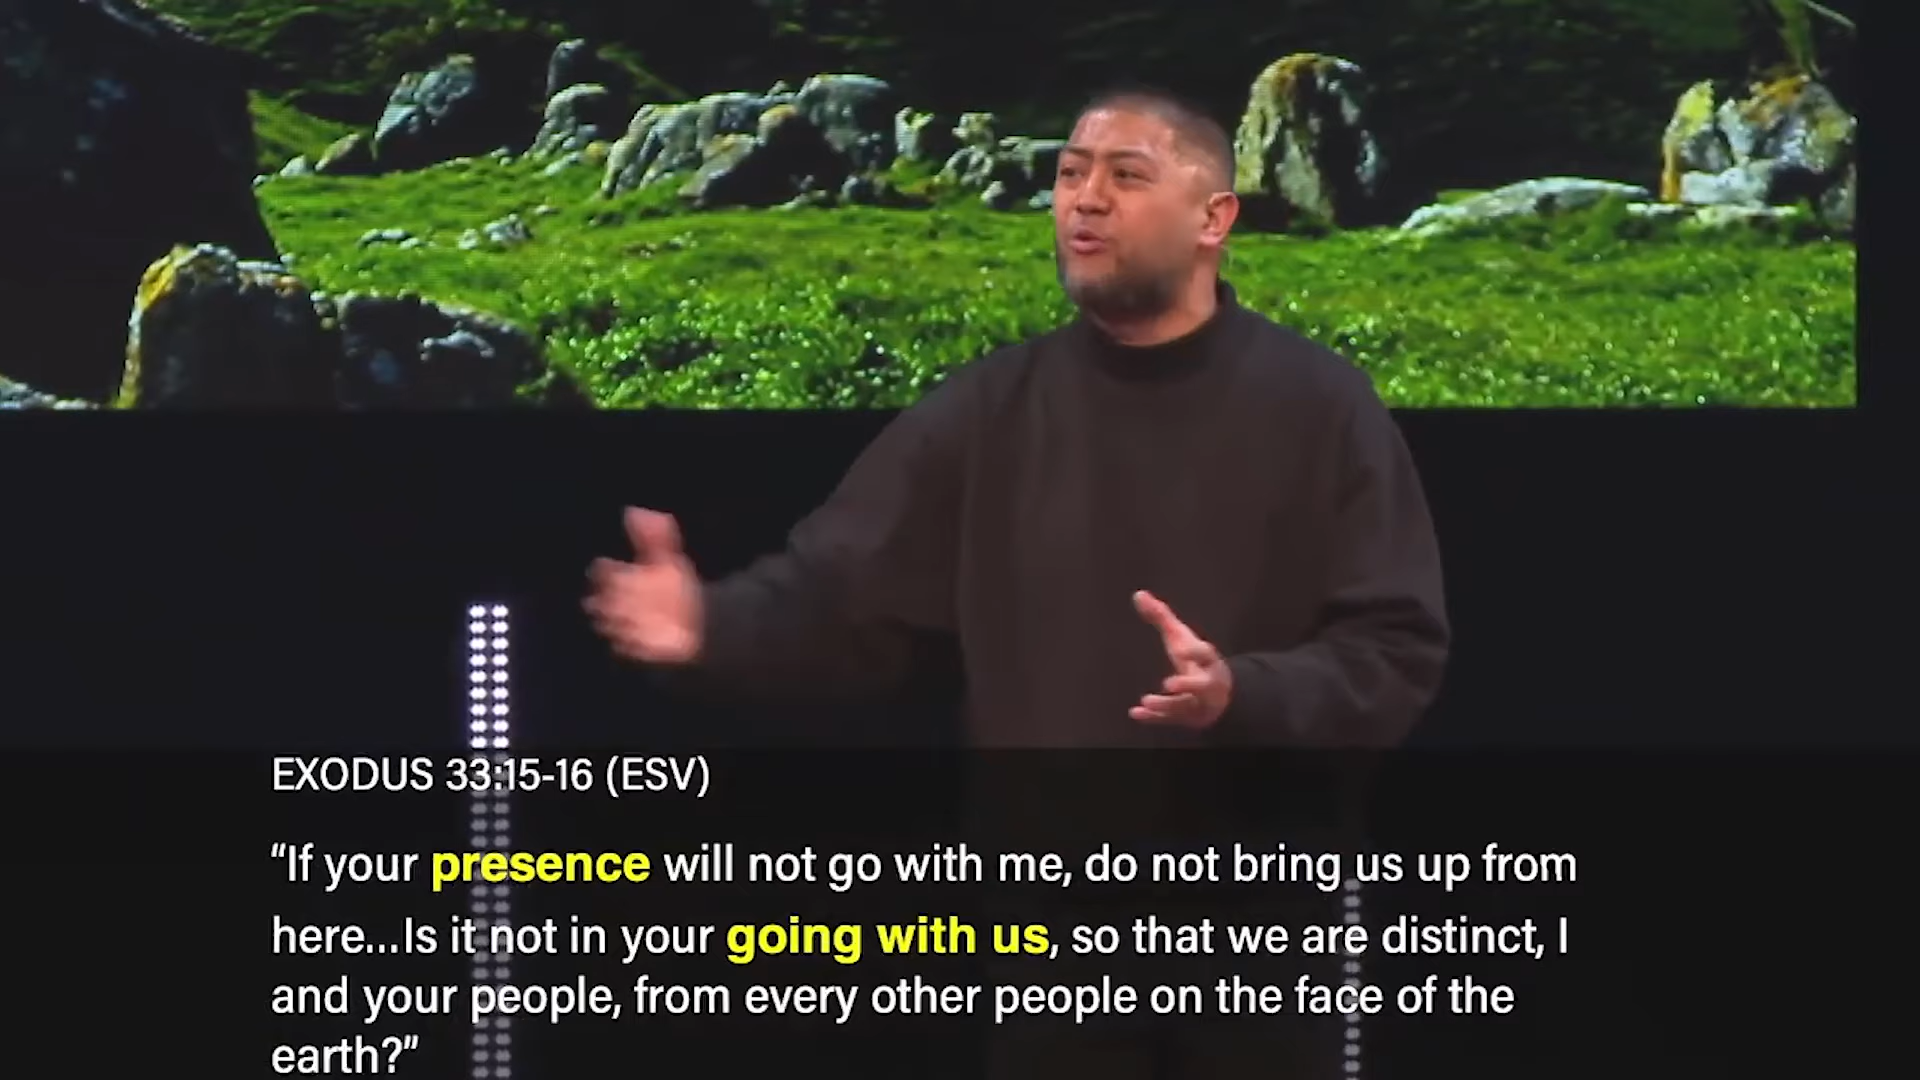 EXODUS 33:15-16 (ESV)
“If your presence will not go with me, do not bring us up from
here...Is it not in your going with us, so that we are distinct, I
and your people, from every other people on the face of the
earth?”